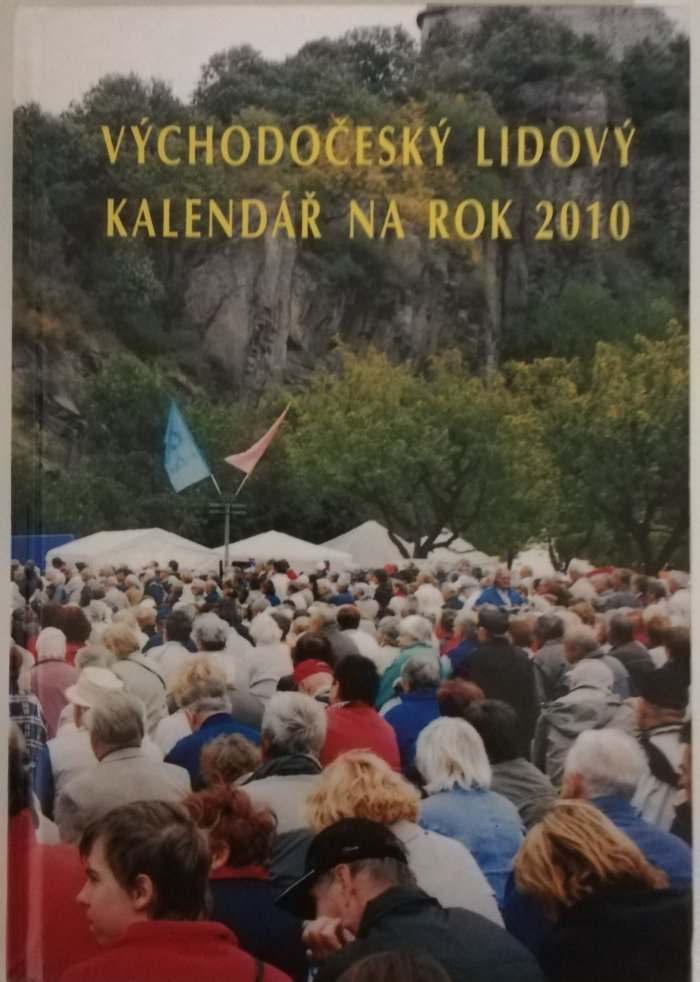 VÝCHODOČESKÝ LIDOVÝ
KALENDÁŘ NA ROK 2010